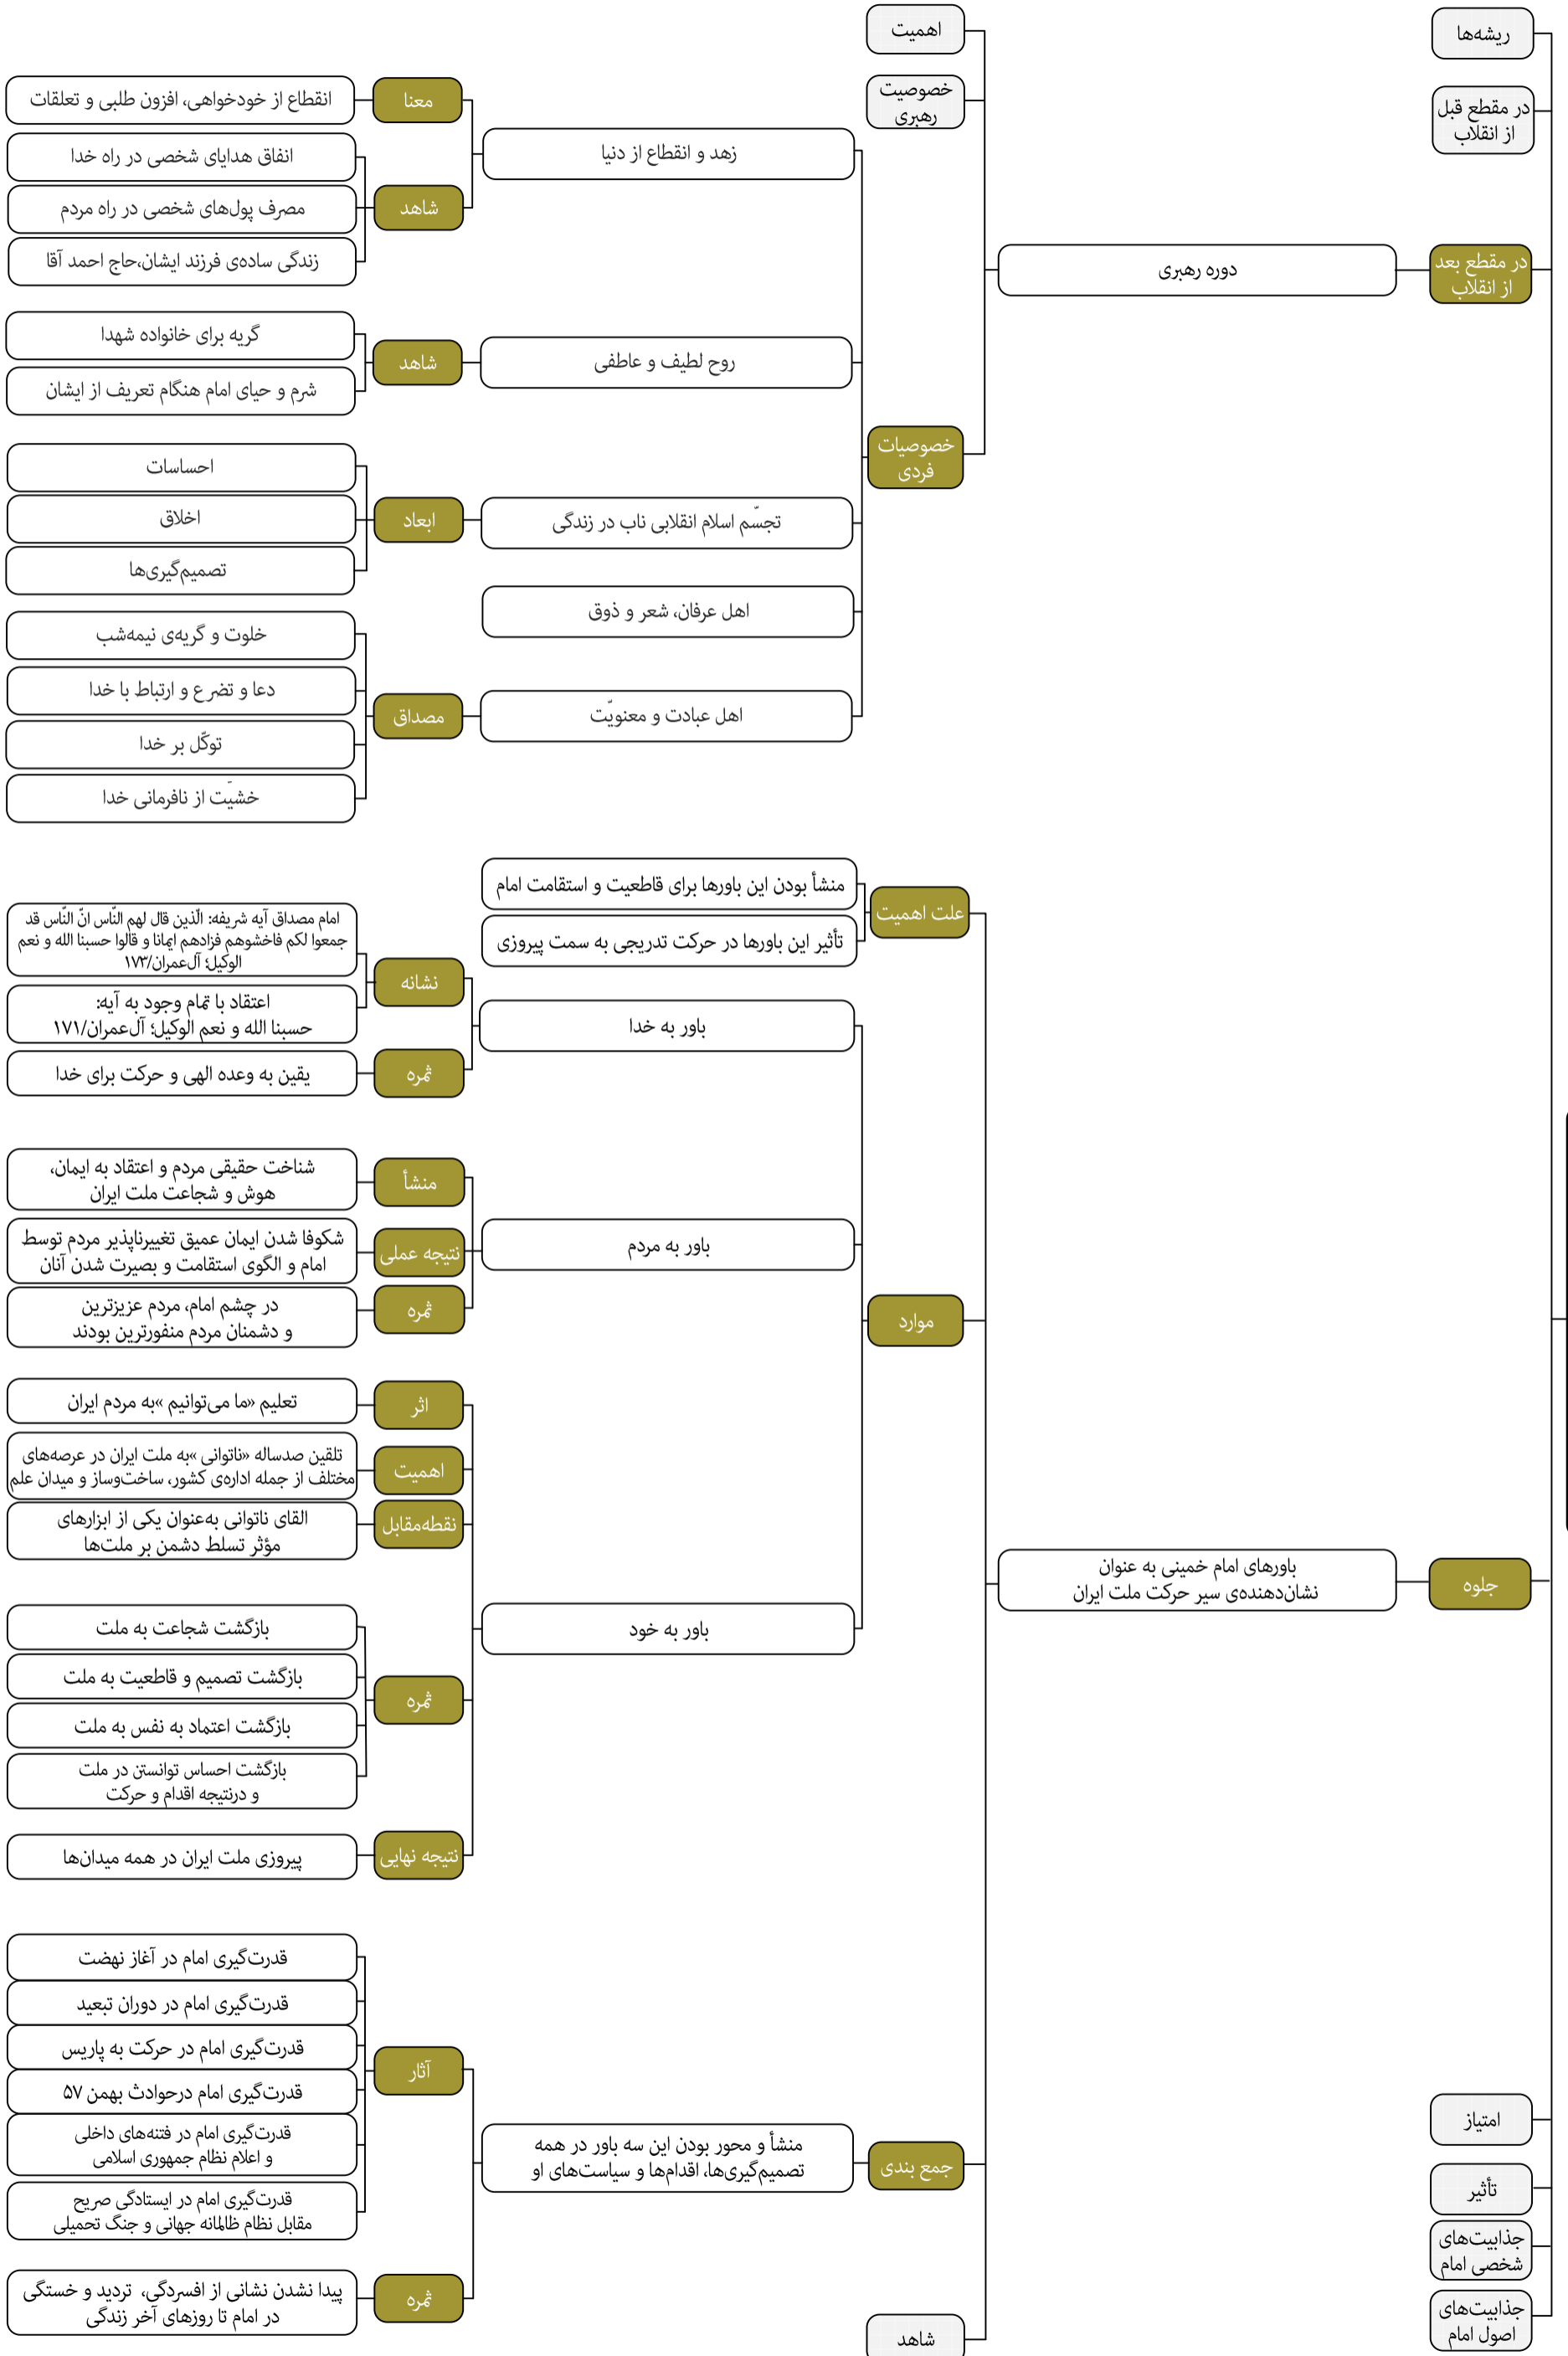 ریشه‌ها
در مقطع قبل
از انقلاب
در مقطع بعد
از انقلاب
دوره رهبری
اهمیت
خصوصیت
رهبری
خصوصیات
فردی
زهد و انقطاع از دنیا
معنا
انقطاع از خودخواهی، افزون طلبی و تعلقات
شاهد
انفاق هدایای شخصی در راه خدا
مصرف پول‌های شخصی در راه مردم
زندگی ساده‌ی فرزند ایشان،حاج احمد آقا
روح لطیف و عاطفی
شاهد
گریه برای خانواده شهدا
شرم و حیای امام هنگام تعریف از ایشان
تجسّم اسلام انقلابی ناب در زندگی
ابعاد
احساسات
اخلاق
تصمیم‌گیری‌ها
اهل عرفان، شعر و ذوق
اهل عبادت و معنویّت
مصداق
خلوت و گریه‌ی نیمه‌شب
دعا و تضرع و ارتباط با خدا
توکّل بر خدا
خشیَت از نافرمانی خدا
جلوه
باورهای امام خمینی به عنوان
نشان‌دهنده‌ی سیر حرکت ملت ایران
علت اهمیت
منشأ بودن این باورها برای قاطعیت و استقامت امام
تأثیر این باورها در حرکت تدریجی به سمت پیروزی
موارد
باور به خدا
نشانه
امام مصداق آیه شریفه: الّذین قال لهم النّاس انّ النّاس قد
جمعوا لکم فاخشوهم فزادهم ایمانا و قالوا حسبنا الله و نعم
الوکیل؛ آل‌عمران/۱۷۳
اعتقاد با تمام وجود به آیه:
حسبنا الله و نعم الوکیل؛ آل‌عمران/۱۷۱
ثمره
یقین به وعده الهی و حرکت برای خدا
باور به مردم
منشأ
شناخت حقیقی مردم و اعتقاد به ایمان،
هوش و شجاعت ملت ایران
نتیجه عملی
شکوفا شدن ایمان عمیق تغییرناپذیر مردم توسط
امام و الگوی استقامت و بصیرت شدن آنان
ثمره
در چشم امام، مردم عزیزترین
و دشمنان مردم منفورترین بودند
باور به خود
اثر
تعلیم «ما می‌توانیم »به مردم ایران
اهمیت
تلقین صدساله «ناتوانی »به ملت ایران در عرصه‌های
مختلف از جمله اداره‌ی کشور، ساخت‌وساز و میدان علم
نقطه‌مقابل
القای ناتوانی به‌عنوان یکی از ابزارهای
مؤثر تسلط دشمن بر ملت‌ها
ثمره
بازگشت شجاعت به ملت
بازگشت تصمیم و قاطعیت به ملت
بازگشت اعتماد به نفس به ملت
بازگشت احساس توانستن در ملت
و درنتیجه اقدام و حرکت
نتیجه نهایی
پیروزی ملت ایران در همه میدان‌ها
جمع بندی
منشأ و محور بودن این سه باور در همه
تصمیم‌گیری‌ها، اقدام‌ها و سیاست‌های او
آثار
قدرت‌گیری امام در آغاز نهضت
قدرت‌گیری امام در دوران تبعید
قدرت‌گیری امام در حرکت به پاریس
قدرت‌گیری امام درحوادث بهمن ۵۷
قدرت‌گیری امام در فتنه‌های داخلی
و اعلام نظام جمهوری اسلامی
قدرت‌گیری امام در ایستادگی صریح
مقابل نظام ظالمانه جهانی و جنگ تحمیلی
ثمره
پیدا نشدن نشانی از افسردگی، تردید و خستگی
در امام تا روزهای آخر زندگی
شاهد
امتیاز
تأثیر
جذابیت‌های
شخصی امام
جذابیت‌های
اصول امام